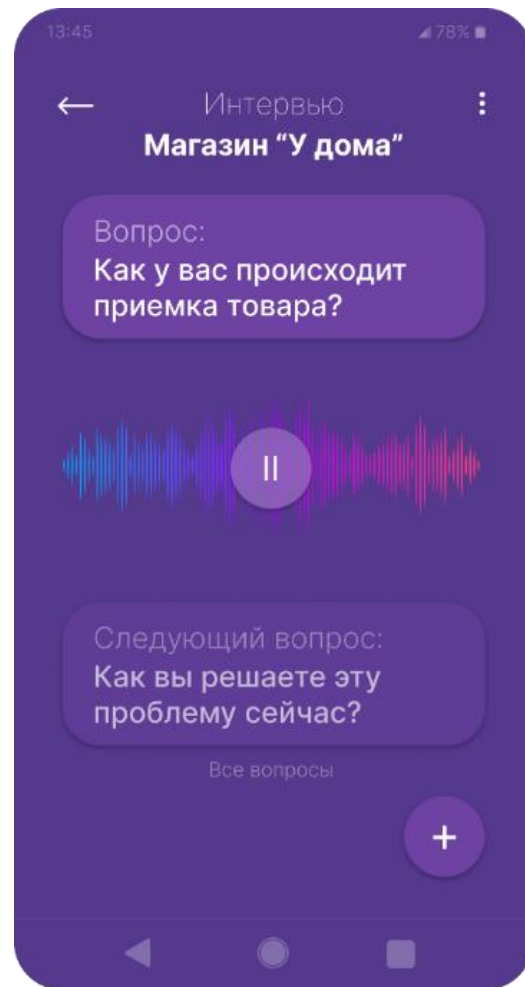 13:45 78%
Интервью
Магазин “У дома”
Вопрос:
Как у вас происходит
приемка товара?
Следующий вопрос:
Как вы решаете эту
проблему сейчас?
Все вопросы